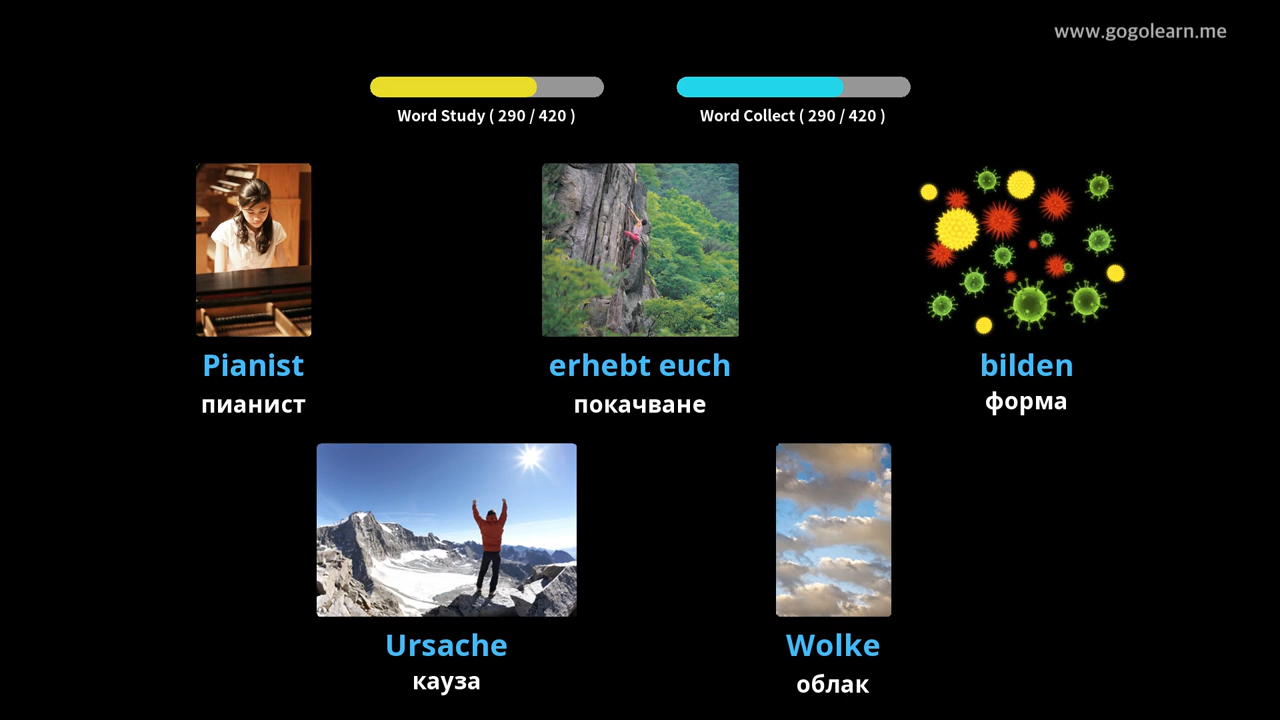 www.gogolearn.me
Word Study ( 290 / 420 )
Word Collect ( 290 / 420 )
Pianist
пианист
erhebt euch
покачване
bilden
форма
Ursache
кауза
Wolke
облак